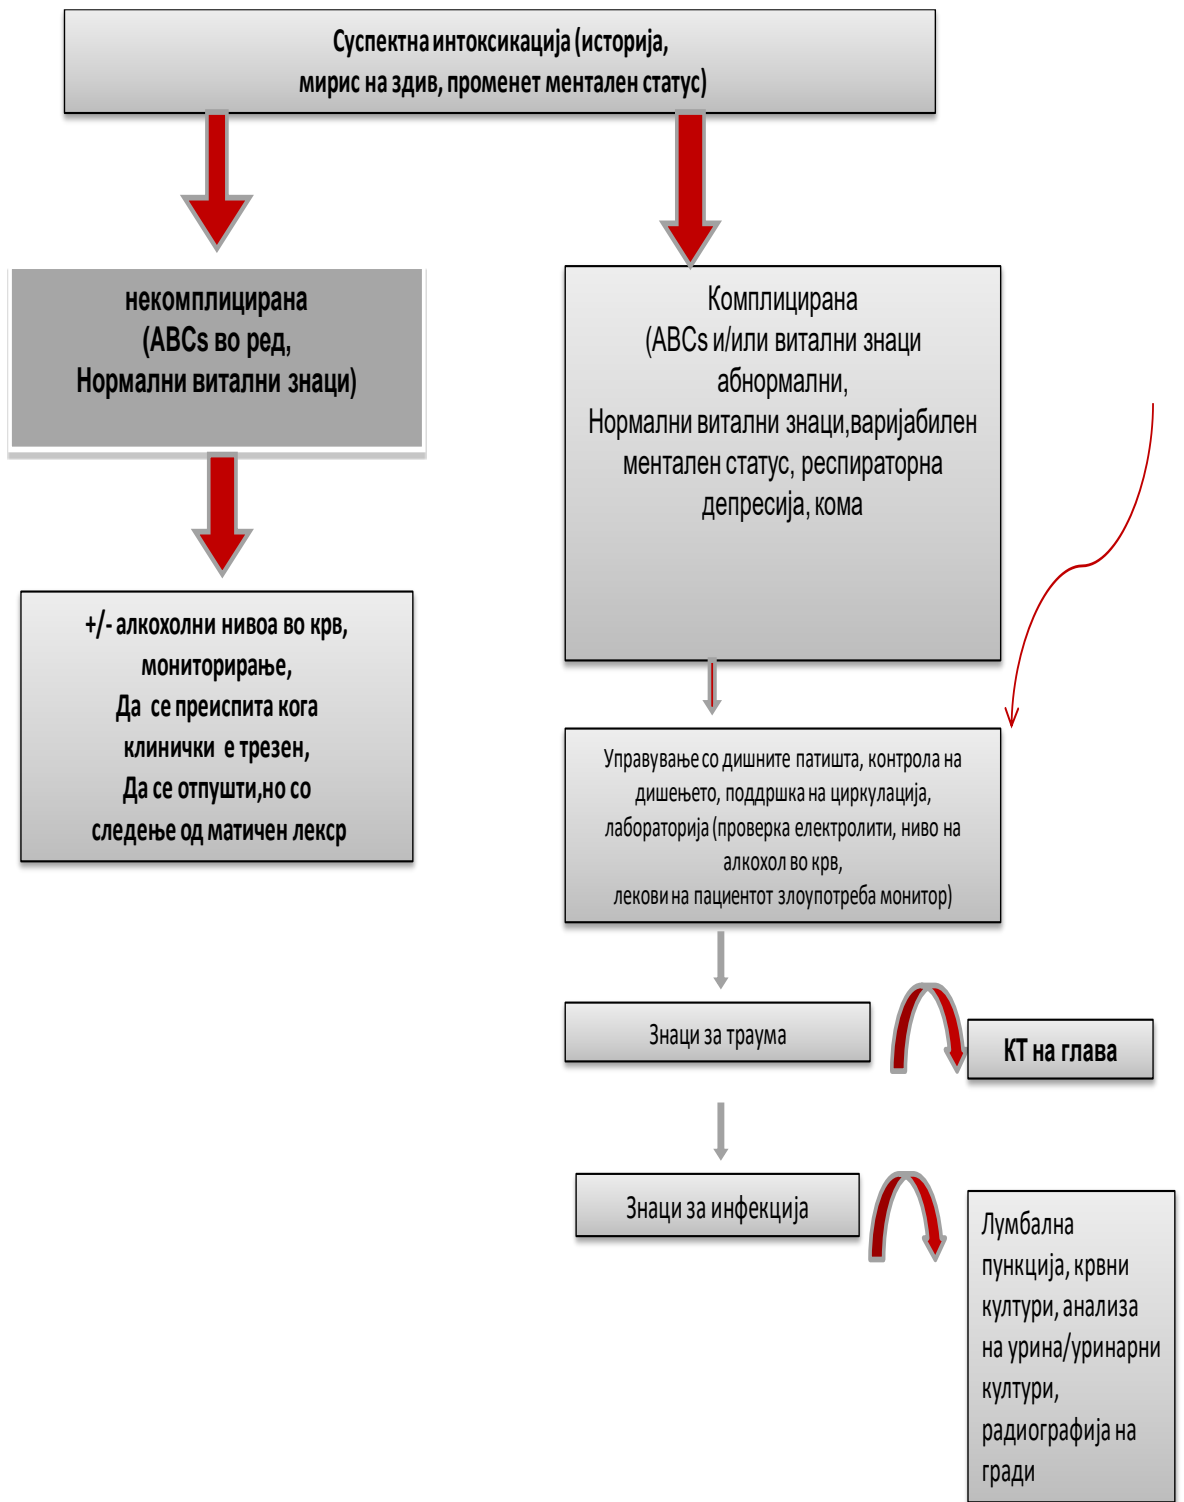 Суспектна интоксикација (историја,
мирис на здив, променет ментален статус)
некомплицирана
(ABCs во ред,
Нормални витални знаци)
Комплицирана
(ABCs и/или витални знаци
абнормални,
Нормални витални знаци,варијабилен
ментален статус, респираторна
депресија, кома
+/- алкохолни нивоа во крв,
мониторирање,
Да се преиспита кога
клинички е трезен,
Да се отпушти,но со
следење од матичен лекср
Управување со дишните патишта, контрола на
дишењето, поддршка на циркулација,
лабораторија (проверка електролити, ниво на
алкохол во крв,
лекови на пациентот злоупотреба монитор)
Знаци за траума
КТ на глава
Знаци за инфекција
Лумбална
пункција, крвни
култури, анализа
на урина/уринарни
култури,
радиографија на
гради